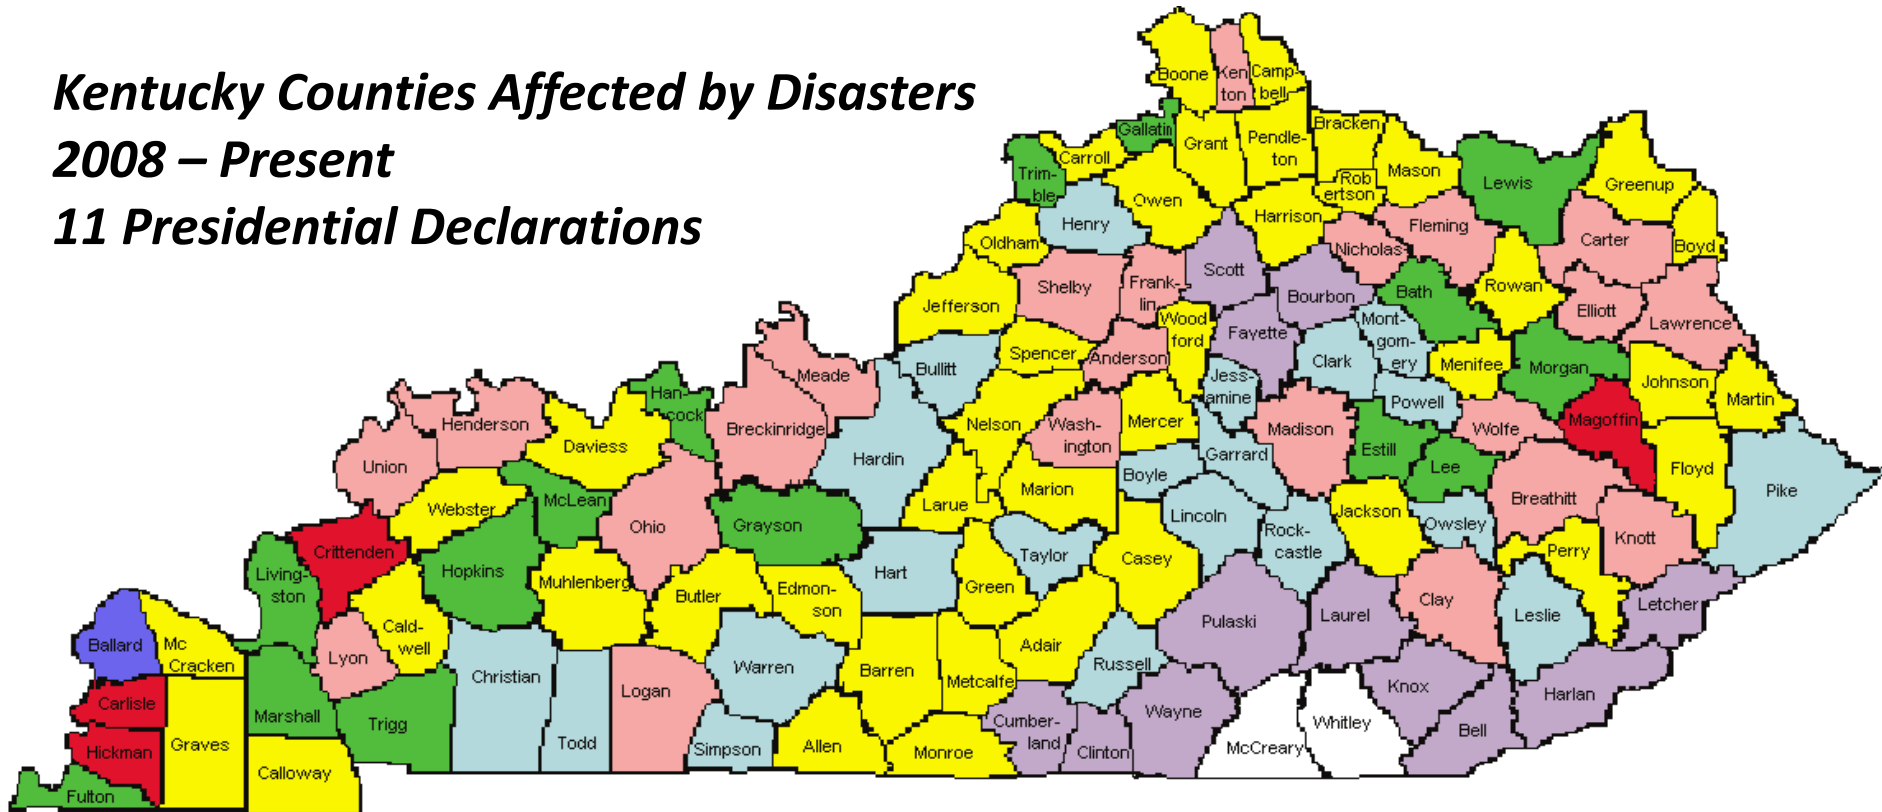 Kentucky Counties Affected by Disasters
2008 – Present
11 Presidential Declarations
Boone
Ken
ton
Camp-
bell
Gallatin
Grant
Pendle-
ton
Bracken
Carroll
Trim-
ble
Owen
Rob
ertson
Mason
Lewis
Greenup
Henry
Harrison
Fleming
Oldham
Nicholas
Carter
Boyd
Shelby
Frank-
lin
Scott
Bourbon
Bath
Rowan
Elliott
Lawrence
Jefferson
Wood
ford
Fayette
Mont-
gom-
ery
Spencer
Anderson
Clark
Menifee
Morgan
Bullitt
Jess-
amine
Powell
Johnson
Martin
Meade
Han-
cock
Breckinridge
Henderson
Daviess
Union
Nelson
Wash-
ington
Mercer
Madison
Wolfe
Magoffin
Hardin
Garrard
Estill
Lee
Floyd
Boyle
Pike
Webster
McLean
Ohio
Grayson
Larue
Marion
Lincoln
Rock-
castle
Jackson
Owsley
Breathitt
Knott
Crittenden
Taylor
Casey
Perry
Living-
ston
Hopkins
Muhlenberg
Butler
Edmon-
son
Hart
Green
Clay
Leslie
Letcher
Ballard
Mc
Cracken
Cald-
well
Lyon
Adair
Pulaski
Laurel
Christian
Warren
Barren
Metcalfe
Russell
Logan
Knox
Harlan
Carlisle
Marshall
Trigg
Todd
Simpson
Allen
Monroe
Cumber-
land
Clinton
Wayne
McCreary
Whitley
Bell
Hickman
Graves
Calloway
Fulton